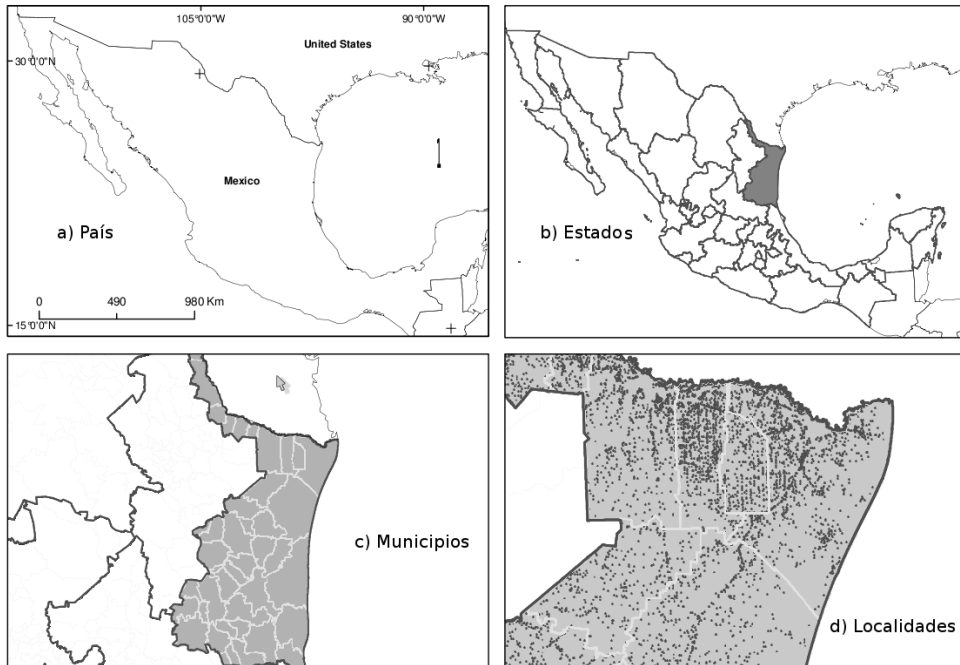 105°0'0"W
90°0'0"W
United States
30°0'0"N
Mexico
a) País
b) Estados
0
490
980 Km
15°0'0"N
c) Municipios
d) Localidades